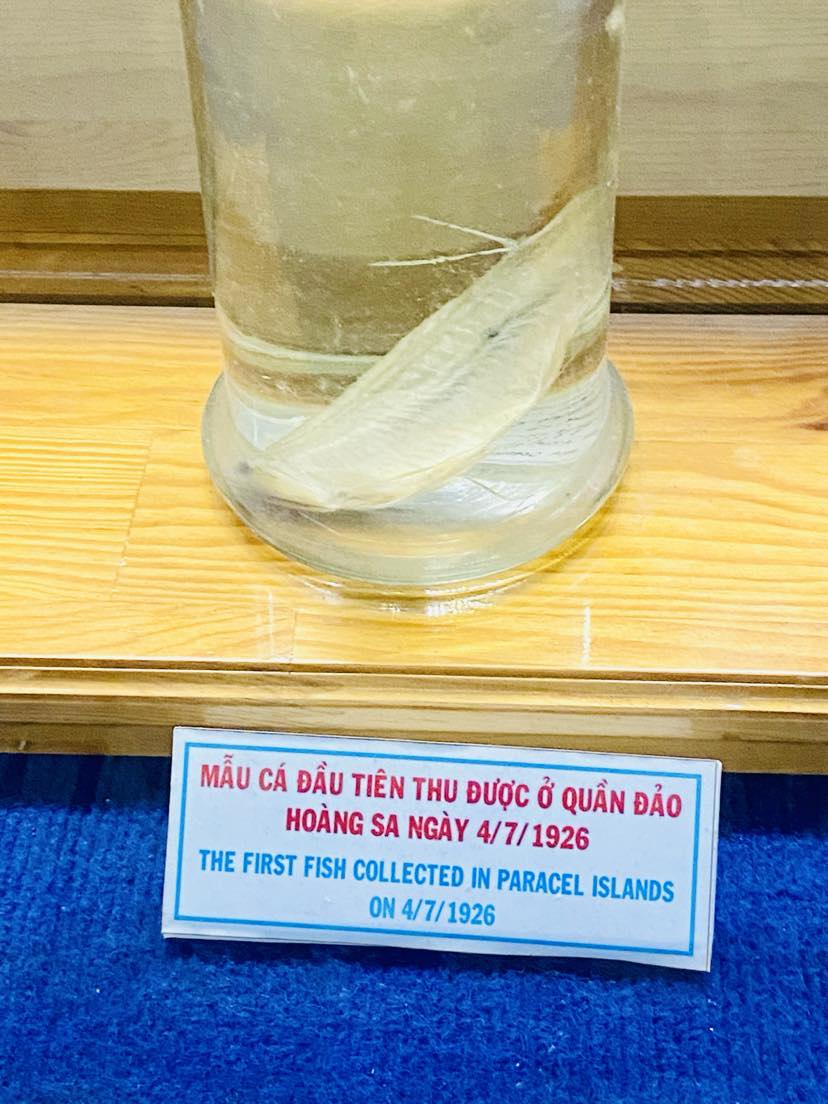 MẪU CÁ ĐẦU TIÊN THU ĐƯỢC Ở QUẦN ĐẢO
HOÀNG SA NGÀY 4/7/1926
THE FIRST FISH COLLECTED IN PARACEL ISLANDS
ON 4/7/1926